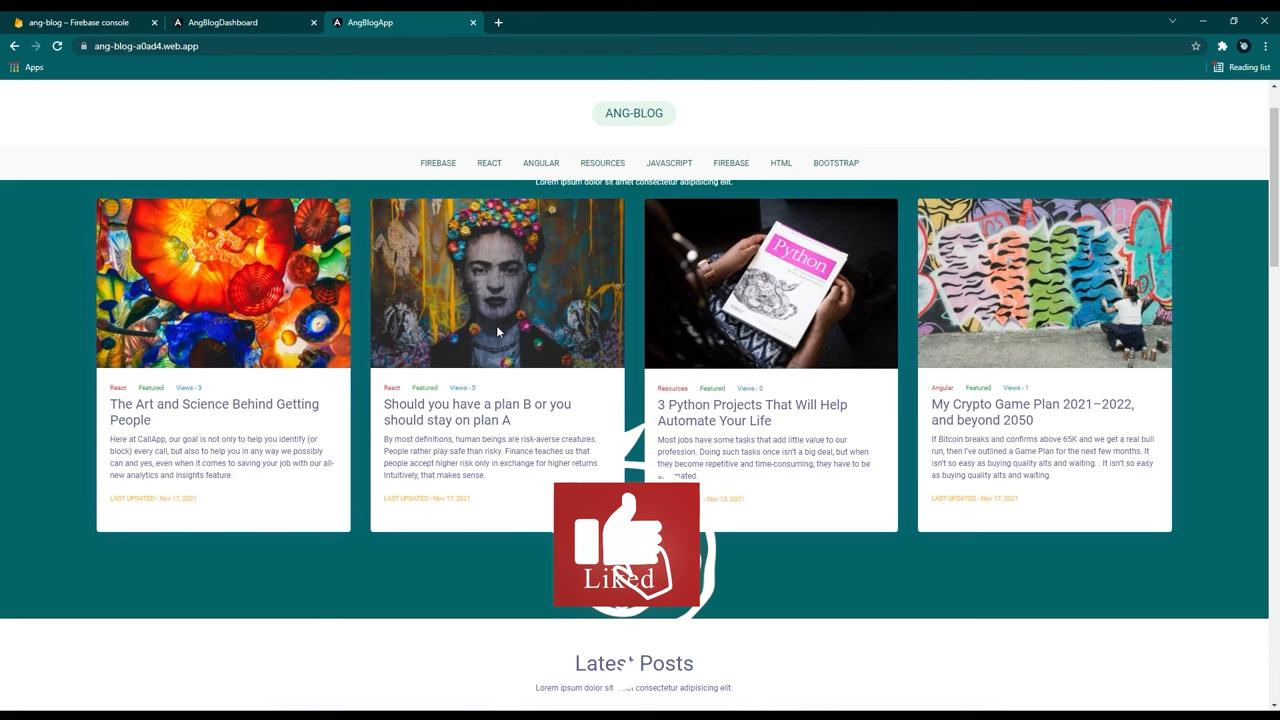 ang-blog – Firebase console
AngBlogDashboard
AngBlogApp
ang-blog-a0ad4.web.app
Apps
Reading list
ANG-BLOG
FIREBASE REACT ANGULAR RESOURCES JAVASCRIPT FIREBASE HTML BOOTSTRAP
Lorem ipsum dolor sit amet consectetur adipisicing elit.
React Featured Views - 3
The Art and Science Behind Getting
People
Here at CallApp, our goal is not only to help you identify (or
block) every call, but also to help you in any way we possibly
can and yes, even when it comes to saving your job with our all-
new analytics and insights feature.
LAST UPDATED - Nov 17, 2021
React Featured Views - 5
Should you have a plan B or you
should stay on plan A
By most definitions, human beings are risk-averse creatures.
People rather play safe than risky. Finance teaches us that
people accept higher risk only in exchange for higher returns
Intuitively, that makes sense.
LAST UPDATED - Nov 17, 2021
Python
Resources Featured Views - 0
3 Python Projects That Will Help
Automate Your Life
Most jobs have some tasks that add little value to our
profession. Doing such tasks once isn't a big deal, but when
they become repetitive and time-consuming, they have to be
- Nov 13, 2021
Angular Featured Views - 1
My Crypto Game Plan 2021–2022,
and beyond 2050
If Bitcoin breaks and confirms above 65K and we get a real bull
run, then I've outlined a Game Plan for the next few months. It
isn't so easy as buying quality alts and waiting. . It isn't so easy
as buying quality alts and waiting.
LAST UPDATED - Nov 17, 2021
Liked
Latest Posts
Lorem ipsum dolor sit consectetur adipisicing elit.